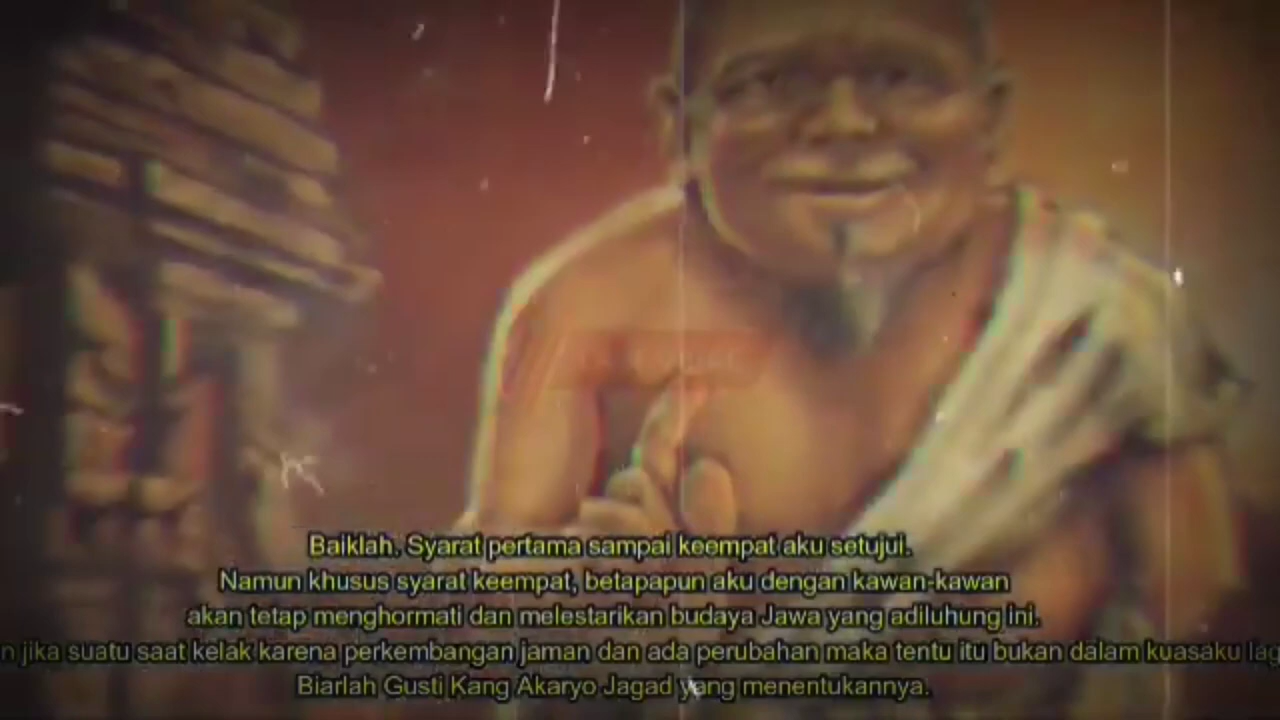 Baiklah. Syarat pertama sampai keempat aku setujui.
Namun khusus syarat keempat, betapapun aku dengan kawan-kawan
akan tetap menghormati dan melestarikan budaya Jawa yang adiluhung ini.
jika suatu saat kelak karena perkembangan jaman dan ada perubahan maka tentu itu bukan dalam kuasaku
Biarlah Gusti Kang Akaryo Jagad yang menentukannya.